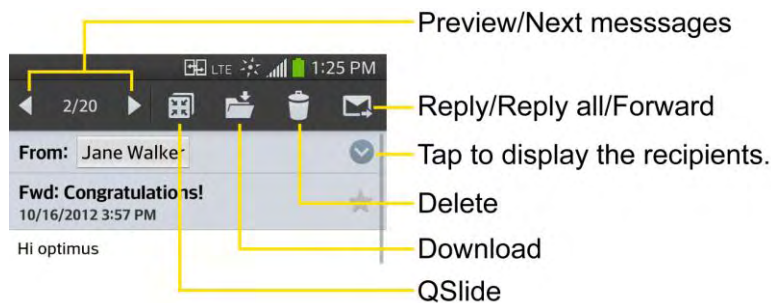 Preview/Next messsages
LTE 1:25 PM
2/20
Reply/Reply all/Forward
From: Jane Walker
Tap to display the recipients.
Fwd: Congratulations!
10/16/2012 3:57 PM
Delete
Hi optimus
Download
QSlide